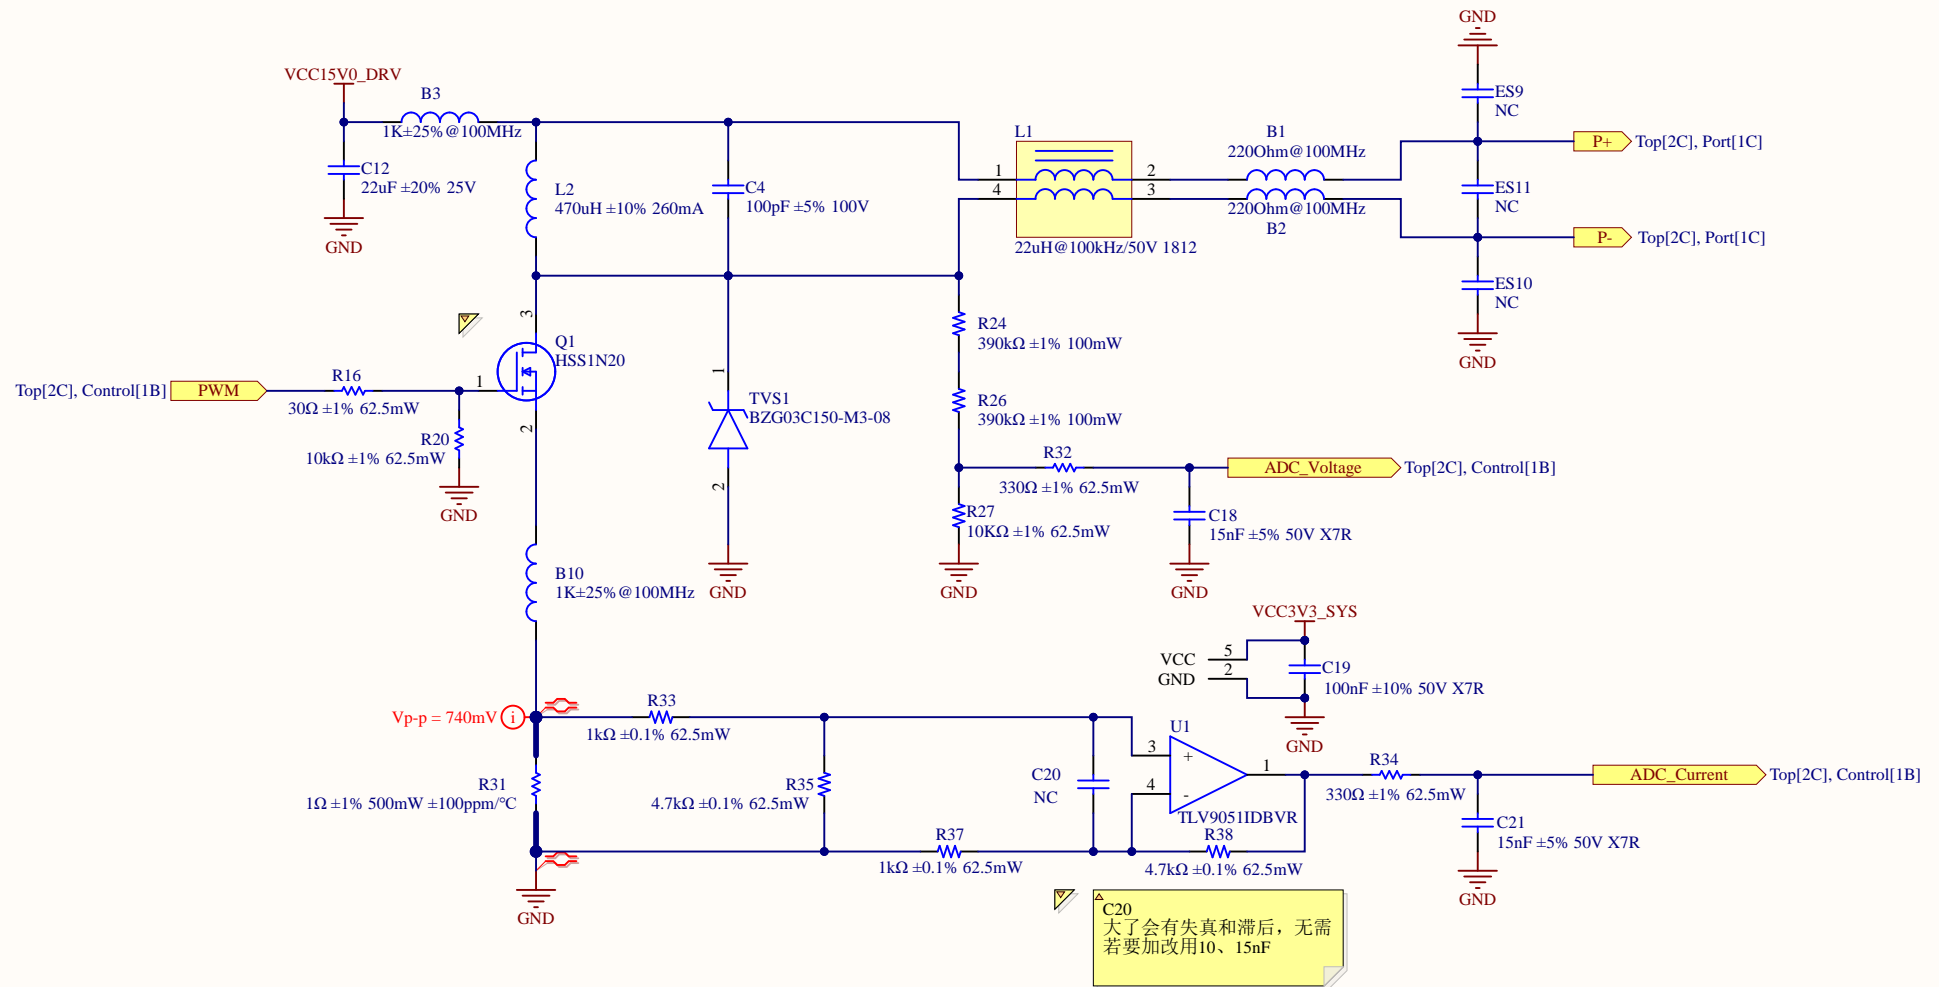 GND
VCC15V0_DRV
B3
1K±25%@100MHz
C12
22uF ±20% 25V
GND
L2
470uH ±10% 260mA
C4
100pF ±5% 100V
L1
1
4
2
3
22uH@100kHz/50V 1812
B1
220Ohm@100MHz
220Ohm@100MHz
B2
ES9
NC
P+
Top[2C], Port[1C]
ES11
NC
P-
Top[2C], Port[1C]
ES10
NC
GND
Top[2C], Control[1B]
PWM
R16
30Ω ±1% 62.5mW
R20
10kΩ ±1% 62.5mW
GND
3
1
2
Q1
HSS1N20
1
TVS1
BZG03C150-M3-08
2
GND
R24
390kΩ ±1% 100mW
R26
390kΩ ±1% 100mW
R32
330Ω ±1% 62.5mW
ADC_Voltage
Top[2C], Control[1B]
R27
10KΩ ±1% 62.5mW
GND
C18
15nF ±5% 50V X7R
GND
B10
1K±25%@100MHz
VCC3V3_SYS
VCC
5
GND
2
C19
100nF ±10% 50V X7R
GND
Vp-p = 740mV
i
R33
1kΩ ±0.1% 62.5mW
R31
1Ω ±1% 500mW ±100ppm/℃
GND
R35
4.7kΩ ±0.1% 62.5mW
R37
1kΩ ±0.1% 62.5mW
C20
NC
U1
3
+
4
-
1
TLV9051IDBVR
R38
4.7kΩ ±0.1% 62.5mW
R34
330Ω ±1% 62.5mW
ADC_Current
Top[2C], Control[1B]
C21
15nF ±5% 50V X7R
GND
C20
大了会有失真和滞后，无需
若要加改用10、15nF